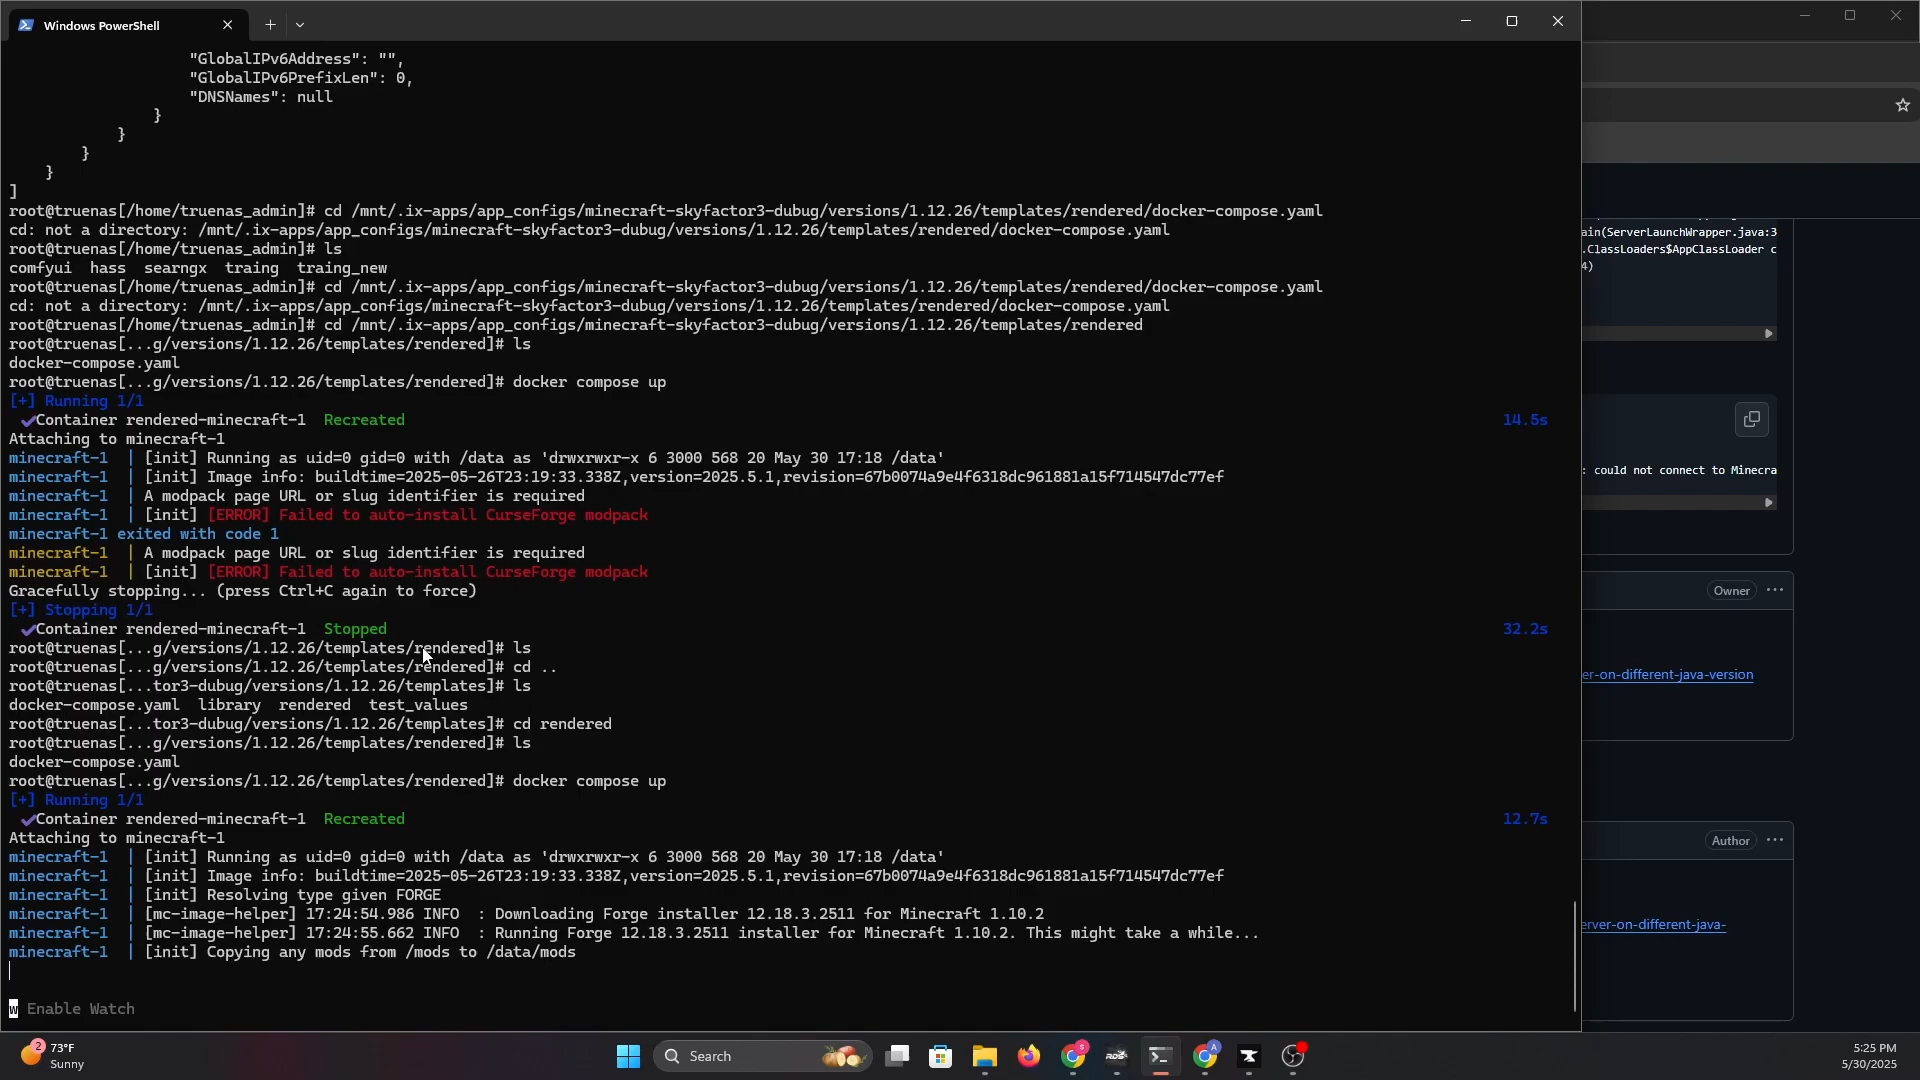 Windows PowerShell
"GlobalIPv6Address": "",
"GlobalIPv6PrefixLen": 0,
"DNSNames": null
}
}
}
}
]
root@truenas[/home/truenas_admin]# cd /mnt/.ix-apps/app_configs/minecraft-skyfactor3-dubug/versions/1.12.26/templates/rendered/docker-compose.yaml
cd: not a directory: /mnt/.ix-apps/app_configs/minecraft-skyfactor3-dubug/versions/1.12.26/templates/rendered/docker-compose.yaml
root@truenas[/home/truenas_admin]# ls
comfyui  hass  searngx  traing  traing_new
root@truenas[/home/truenas_admin]# cd /mnt/.ix-apps/app_configs/minecraft-skyfactor3-dubug/versions/1.12.26/templates/rendered/docker-compose.yaml
cd: not a directory: /mnt/.ix-apps/app_configs/minecraft-skyfactor3-dubug/versions/1.12.26/templates/rendered/docker-compose.yaml
root@truenas[/home/truenas_admin]# cd /mnt/.ix-apps/app_configs/minecraft-skyfactor3-dubug/versions/1.12.26/templates/rendered
root@truenas[...g/versions/1.12.26/templates/rendered]# ls
docker-compose.yaml
root@truenas[...g/versions/1.12.26/templates/rendered]# docker compose up
[+] Running 1/1
✔Container rendered-minecraft-1  Recreated 14.5s
Attaching to minecraft-1
minecraft-1  | [init] Running as uid=0 gid=0 with /data as 'drwxrwxr-x 6 3000 568 20 May 30 17:18 /data'
minecraft-1  | [init] Image info: buildtime=2025-05-26T23:19:33.338Z,version=2025.5.1,revision=67b0074a9e4f6318dc961881a15f714547dc77ef
minecraft-1  | A modpack page URL or slug identifier is required
minecraft-1  | [init] [ERROR] Failed to auto-install CurseForge modpack
minecraft-1 exited with code 1
minecraft-1  | A modpack page URL or slug identifier is required
minecraft-1  | [init] [ERROR] Failed to auto-install CurseForge modpack
Gracefully stopping... (press Ctrl+C again to force)
[+] Stopping 1/1
✔Container rendered-minecraft-1  Stopped 32.2s
root@truenas[...g/versions/1.12.26/templates/rendered]# ls
root@truenas[...g/versions/1.12.26/templates/rendered]# cd ..
root@truenas[...tor3-dubug/versions/1.12.26/templates]# ls
docker-compose.yaml  library  rendered  test_values
root@truenas[...tor3-dubug/versions/1.12.26/templates]# cd rendered
root@truenas[...g/versions/1.12.26/templates/rendered]# ls
docker-compose.yaml
root@truenas[...g/versions/1.12.26/templates/rendered]# docker compose up
[+] Running 1/1
✔Container rendered-minecraft-1  Recreated 12.7s
Attaching to minecraft-1
minecraft-1  | [init] Running as uid=0 gid=0 with /data as 'drwxrwxr-x 6 3000 568 20 May 30 17:18 /data'
minecraft-1  | [init] Image info: buildtime=2025-05-26T23:19:33.338Z,version=2025.5.1,revision=67b0074a9e4f6318dc961881a15f714547dc77ef
minecraft-1  | [init] Resolving type given FORGE
minecraft-1  | [mc-image-helper] 17:24:54.986 INFO  : Downloading Forge installer 12.18.3.2511 for Minecraft 1.10.2
minecraft-1  | [mc-image-helper] 17:24:55.662 INFO  : Running Forge 12.18.3.2511 installer for Minecraft 1.10.2. This might take a while...
minecraft-1  | [init] Copying any mods from /mods to /data/mods
w Enable Watch
ain(ServerLaunchWrapper.java:3
.ClassLoaders$AppClassLoader c
4)
: could not connect to Minecra
Owner
er-on-different-java-version
Author
erver-on-different-java-
2
73°F
Sunny
Search
RDS
S
A
5:25 PM
5/30/2025